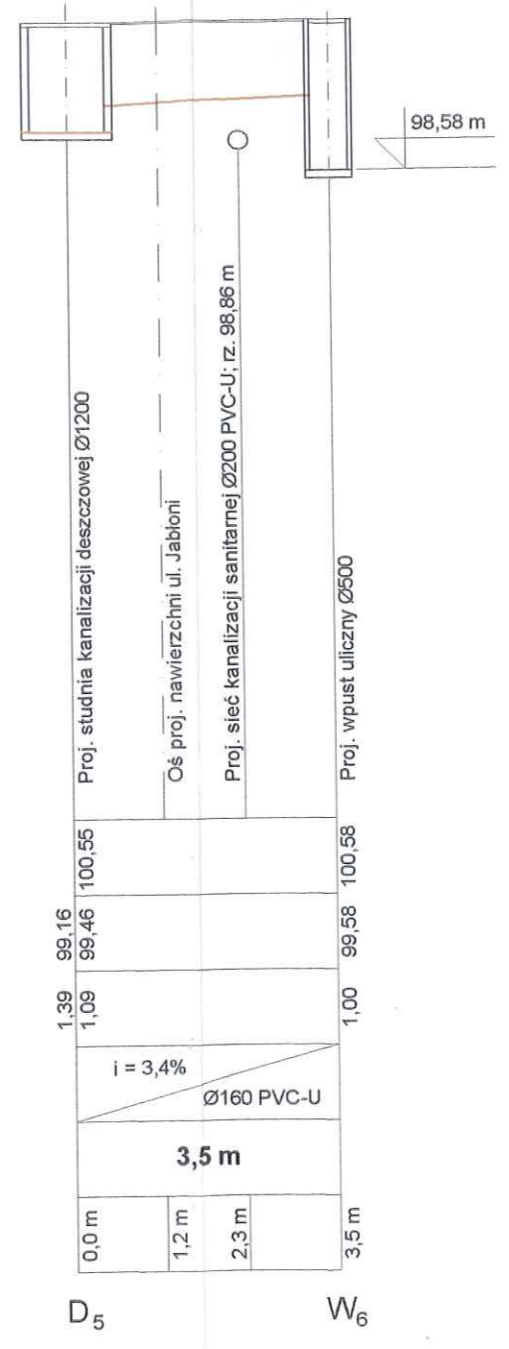 98,58 m
Proj. studnia kanalizacji deszczowej Ø1200
Oś proj. nawierzchni ul. Jabłoni
Proj. sieć kanalizacji sanitarnej Ø200 PVC-U; rz. 98,86 m
Proj. wpust uliczny Ø500
100,55
100,58
99,16
99,46
99,58
1,39
1,09
1,00
i = 3,4%
Ø160 PVC-U
3,5 m
0,0 m
1,2 m
2,3 m
3,5 m
D5
W6